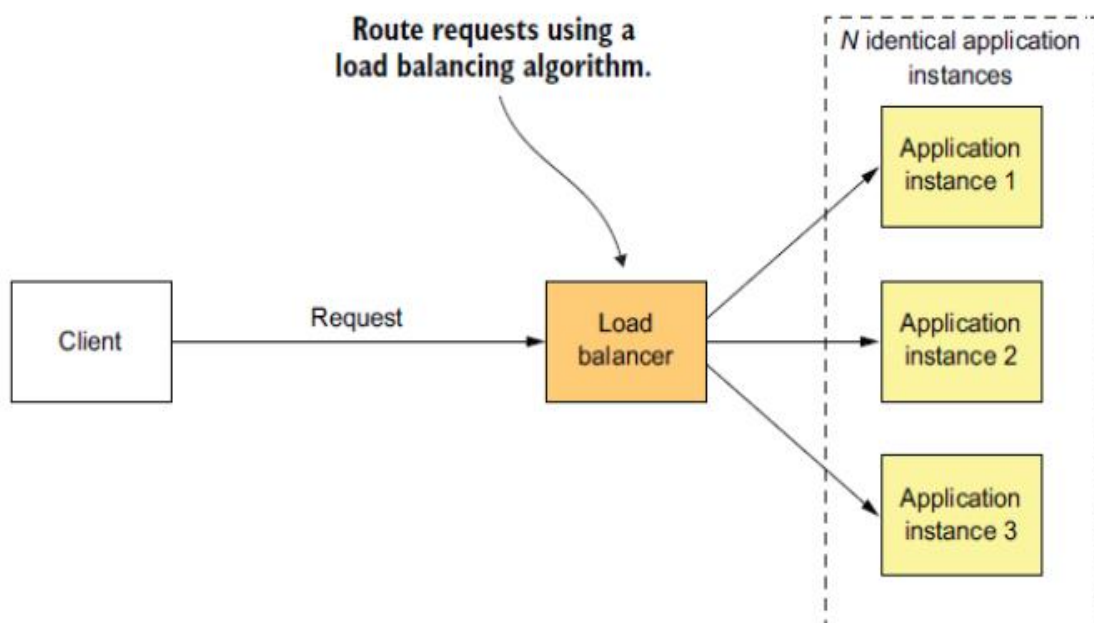 Route requests using a
load balancing algorithm.
N identical application
instances
Application
instance 1
Client
Request
Load
balancer
Application
instance 2
Application
instance 3